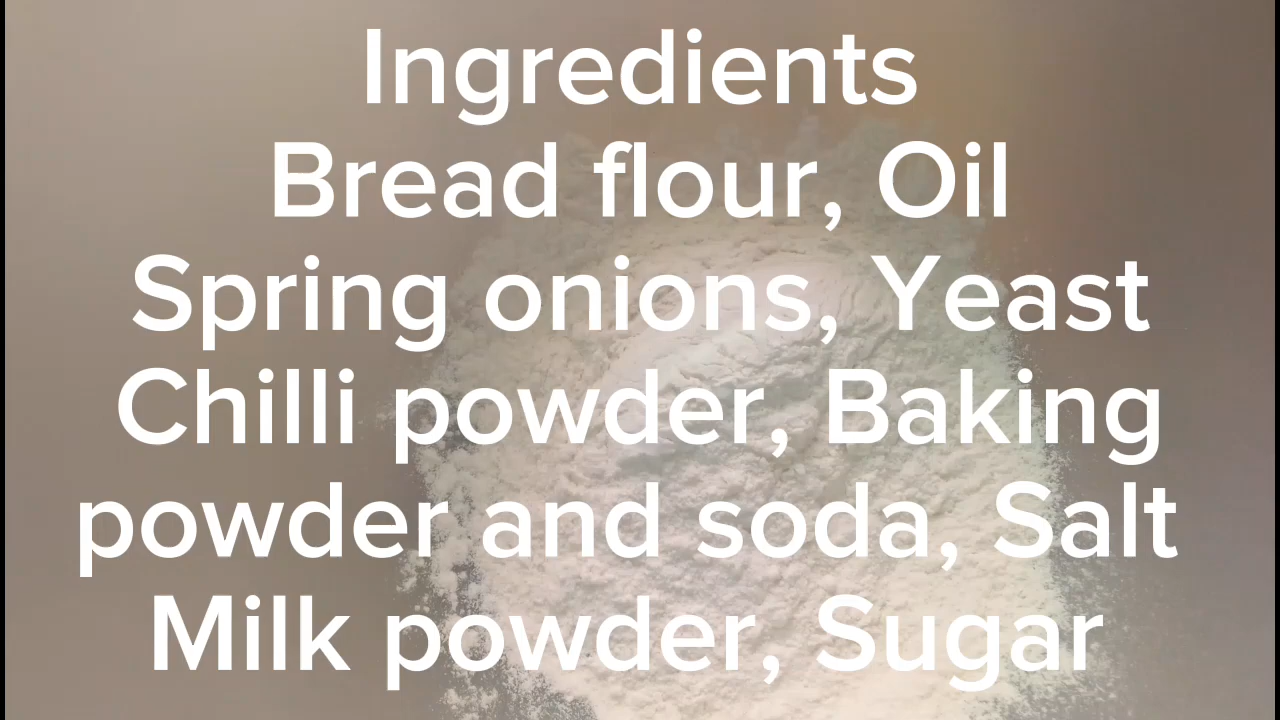 Ingredients
Bread flour, Oil
Spring onions, Yeast
Chilli powder, Baking
powder and soda, Salt
Milk powder, Sugar